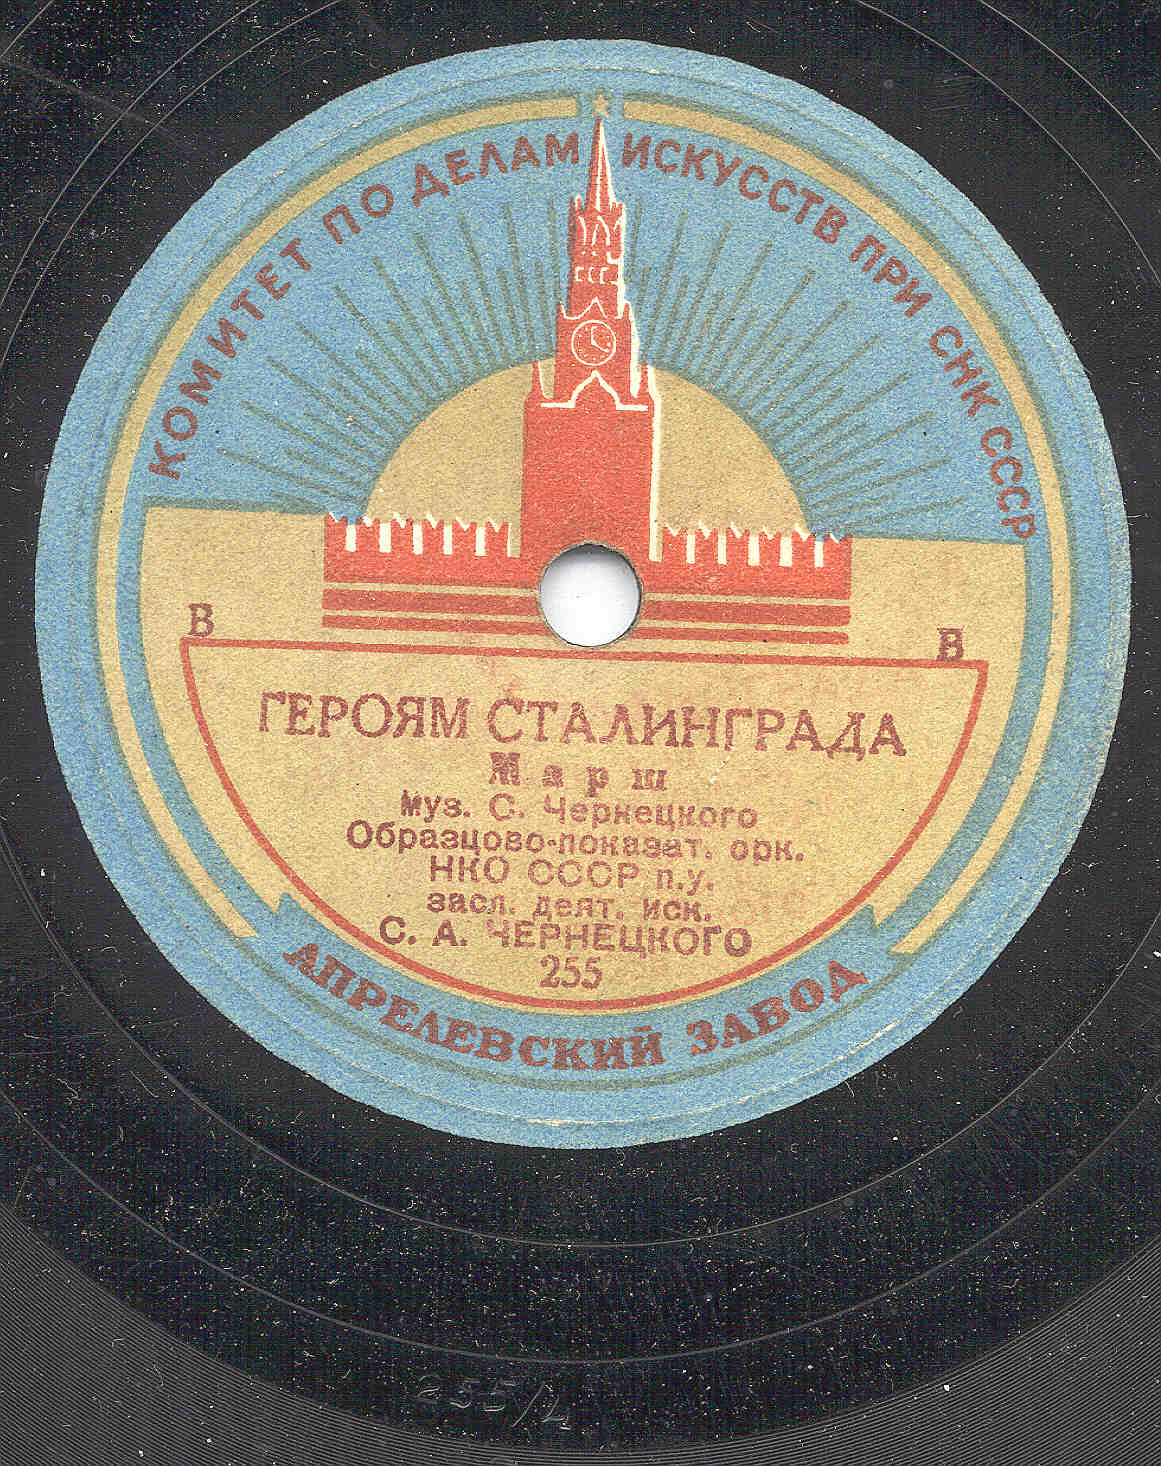 КОМИТЕТ ПО ДЕЛАМ ИСКУССТВ ПРИ СНК СССР
В В
ГЕРОЯМ СТАЛИНГРАДА
Марш
Муз. С. Чернецкого
Образцово-показат. орк.
НКО СССР п.у.
засл. деят. иск.
С. А. ЧЕРНЕЦКОГО
255
АПРЕЛЕВСКИЙ ЗАВОД